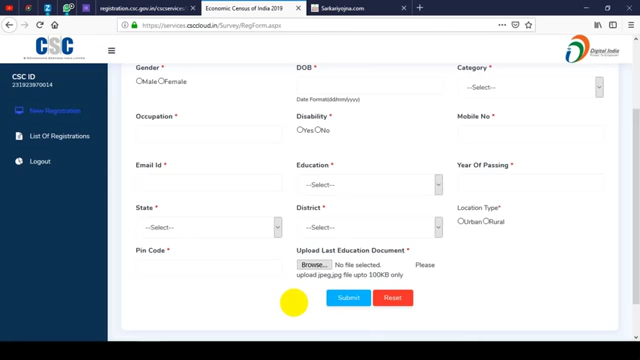 registration.csc.gov.in/cscservices
Economic Census of India 2019
Sarkariyojna.com
https://services.csccloud.in/Survey/RegForm.aspx
CSC
Digital India
CSC ID
231923970014
New Registration
List Of Registrations
Logout
Gender * DOB * Category *
Male Female
--Select--
Date Format(dd/mm/yyyy)
Occupation * Disability * Mobile No *
Yes No
Email Id * Education * Year Of Passing *
--Select--
State * District * Location Type*
--Select-- --Select-- Urban Rural
Pin Code * Upload Last Education Document *
Browse... No file selected. Please
upload jpeg,jpg file upto 100KB only
Submit Reset